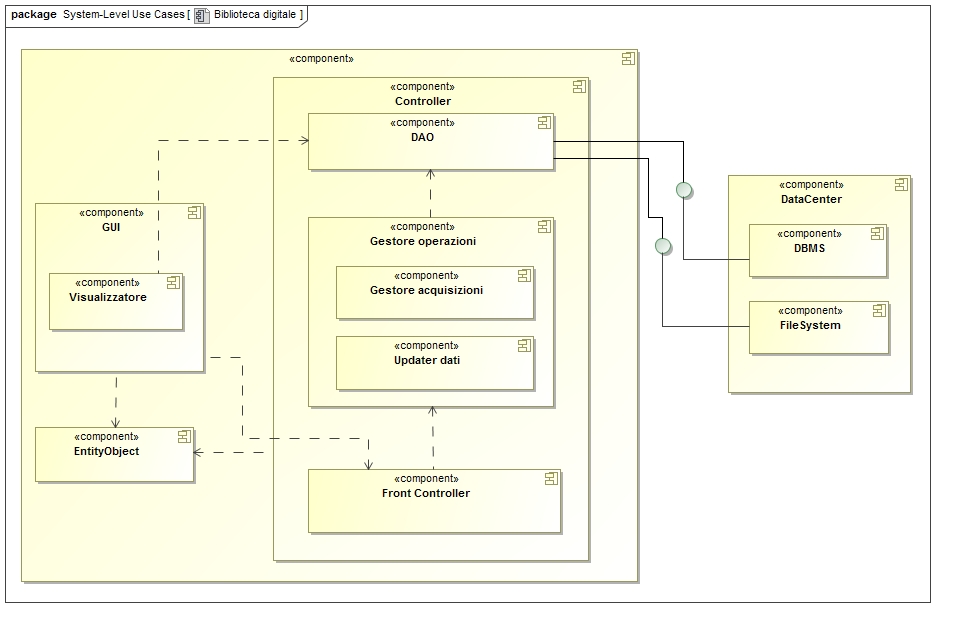 package System-Level Use Cases [ Biblioteca digitale ]
«component»
«component»
Controller
«component»
DAO
«component»
GUI
«component»
Visualizzatore
«component»
Gestore operazioni
«component»
Gestore acquisizioni
«component»
Updater dati
«component»
EntityObject
«component»
Front Controller
«component»
DataCenter
«component»
DBMS
«component»
FileSystem